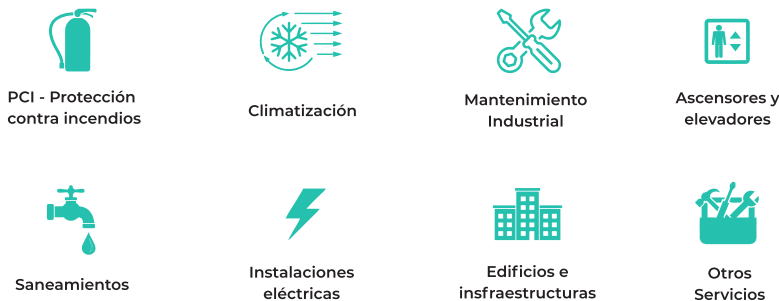 PCI - Protección
contra incendios
Climatización
Mantenimiento
Industrial
Ascensores y
elevadores
Saneamientos
Instalaciones
eléctricas
Edificios e
insfraestructuras
Otros
Servicios